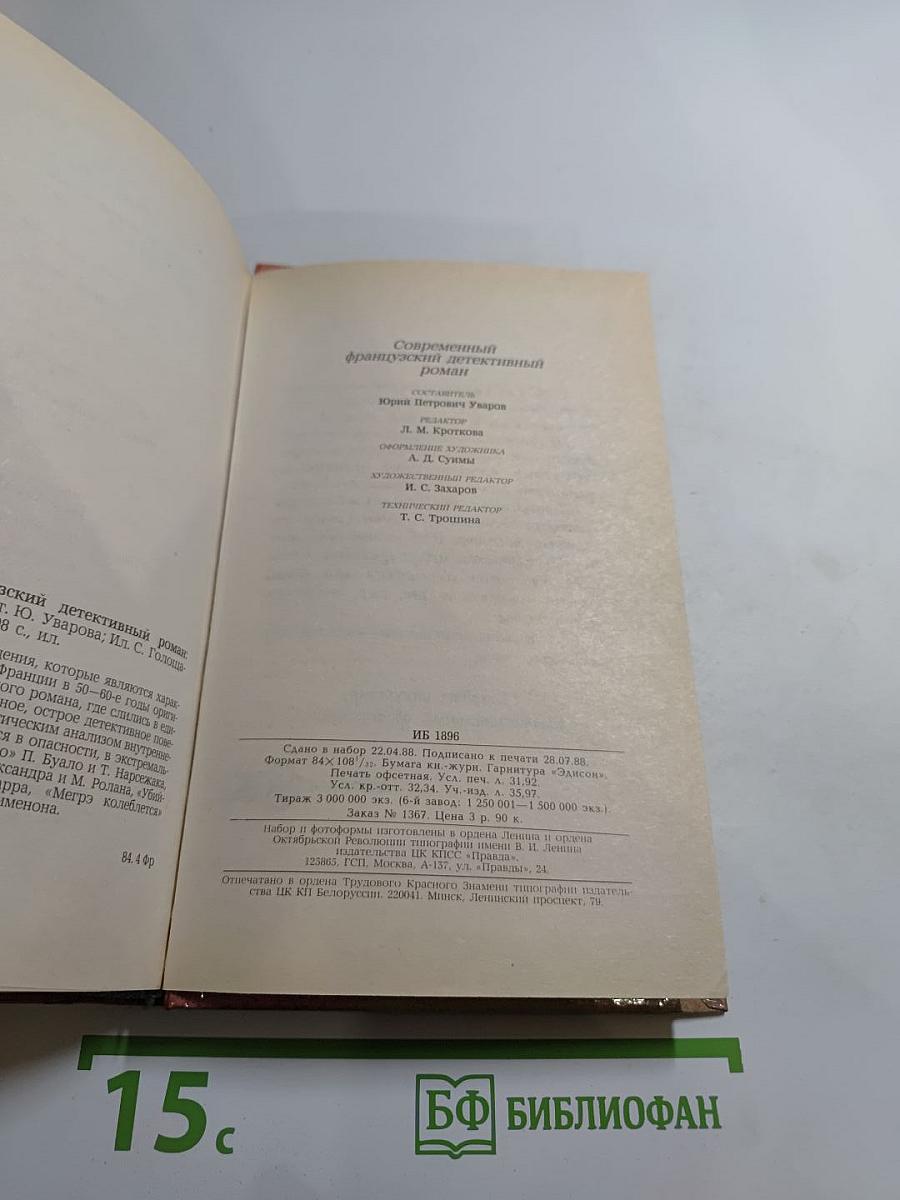 зский детективный роман:
т. Ю. Уварова; Ил. С. Голоща-
98 с., ил.
дения, которые являются харак-
Франции в 50—60-е годы ориги-
ого романа, где слились в еди-
ное, острое детективное пове-
тическим анализом внутренне-
ся в опасности, в экстремаль-
о» П. Буало и Т. Нарсежака,
ксандра и М. Ролана, «Убий-
арра, «Мегрэ колеблется»
именона.
84. 4 Фр
Современный
французский детективный
роман
СОСТАВИТЕЛЬ
Юрий Петрович Уваров
РЕДАКТОР
Л. М. Кроткова
ОФОРМЛЕНИЕ ХУДОЖНИКА
А. Д. Суимы
ХУДОЖЕСТВЕННЫЙ РЕДАКТОР
И. С. Захаров
ТЕХНИЧЕСКИЙ РЕДАКТОР
Т. С. Трошина
ИБ 1896
Сдано в набор 22.04.88. Подписано к печати 28.07.88.
Формат 84×108¹/₃₂. Бумага кн.-журн. Гарнитура «Эдисон».
Печать офсетная. Усл. печ. л. 31,92.
Усл. кр.-отт. 32,34. Уч.-изд. л. 35,97.
Тираж 3 000 000 экз. (6-й завод: 1 250 001—1 500 000 экз.).
Заказ № 1367. Цена 3 р. 90 к.
Набор и фотоформы изготовлены в ордена Ленина и ордена
Октябрьской Революции типографии имени В. И. Ленина
издательства ЦК КПСС «Правда».
125865, ГСП, Москва, А-137, ул. «Правды», 24.
Отпечатано в ордена Трудового Красного Знамени типографии издатель-
ства ЦК КП Белоруссии. 220041. Минск, Ленинский проспект, 79.
15 с
БФ БИБЛИОФАН